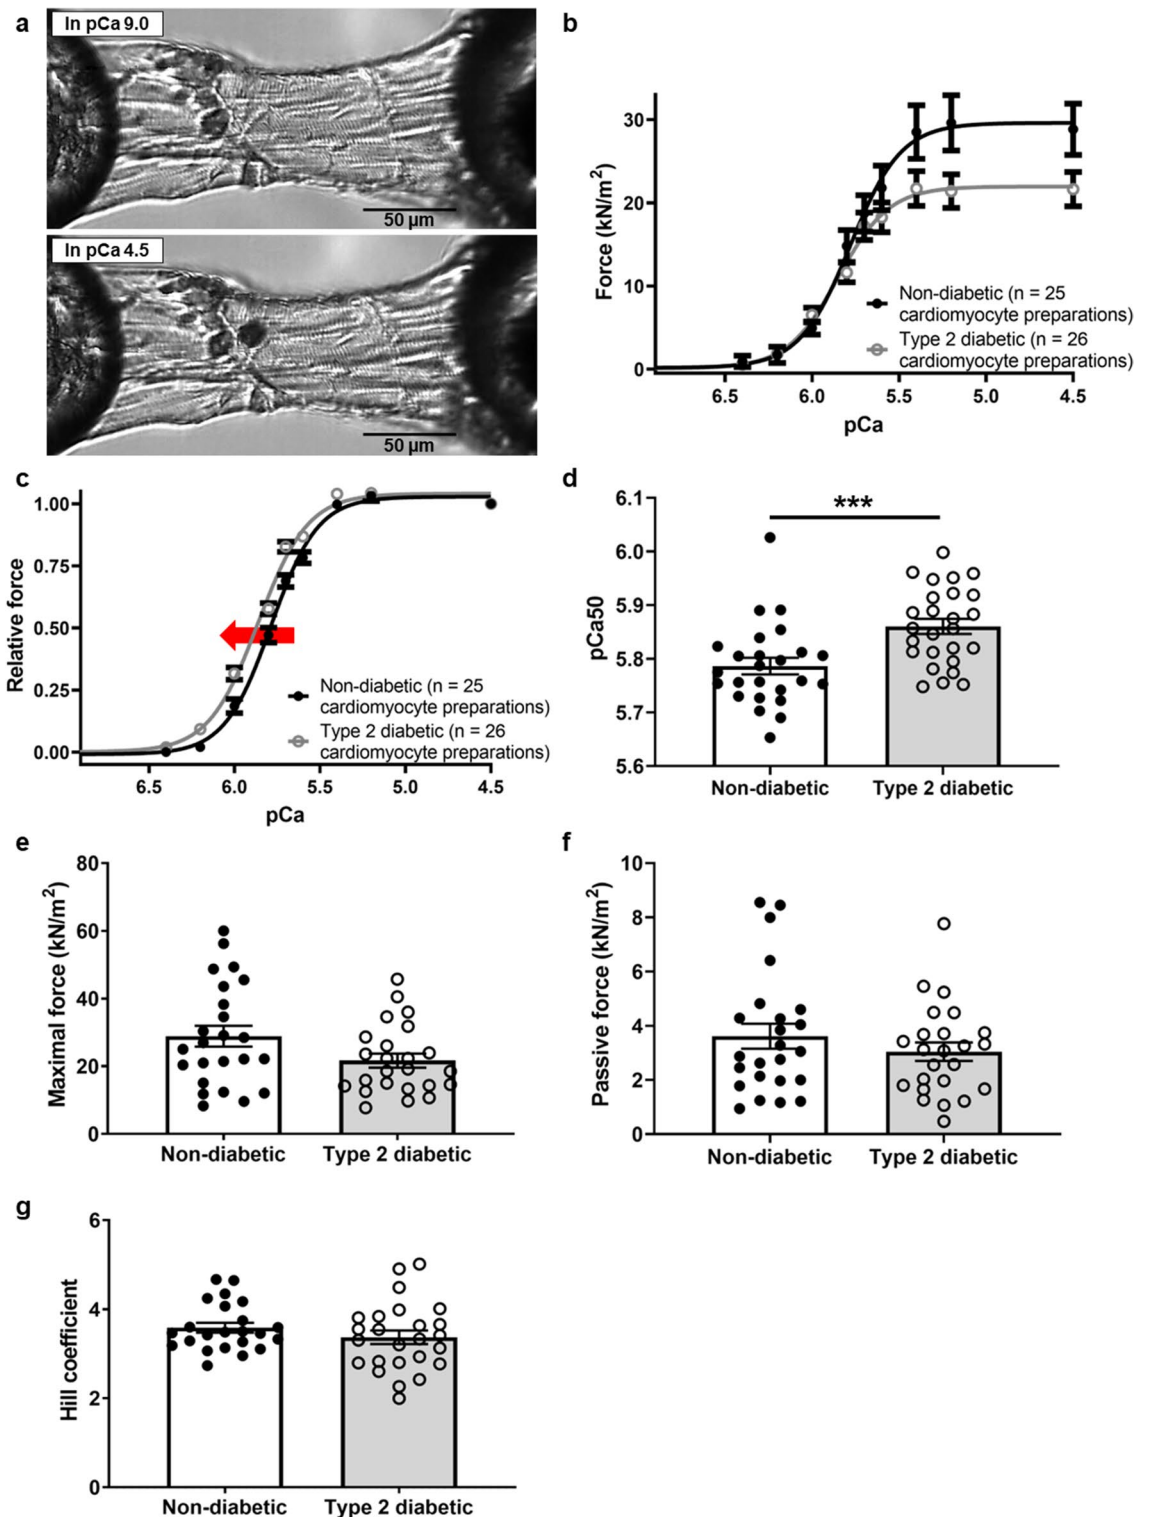 a
In pCa 9.0
50 µm
In pCa 4.5
50 µm
b
Force (kN/m²)
30
20
10
0
6.5 6.0 5.5 5.0 4.5
pCa
Non-diabetic (n = 25
cardiomyocyte preparations)
Type 2 diabetic (n = 26
cardiomyocyte preparations)
c
Relative force
1.00
0.75
0.50
0.25
0.00
6.5 6.0 5.5 5.0 4.5
pCa
Non-diabetic (n = 25
cardiomyocyte preparations)
Type 2 diabetic (n = 26
cardiomyocyte preparations)
d
pCa50
6.1
6.0
5.9
5.8
5.7
5.6
***
Non-diabetic Type 2 diabetic
e
Maximal force (kN/m²)
80
60
40
20
0
Non-diabetic Type 2 diabetic
f
Passive force (kN/m²)
10
8
6
4
2
0
Non-diabetic Type 2 diabetic
g
Hill coefficient
6
4
2
0
Non-diabetic Type 2 diabetic